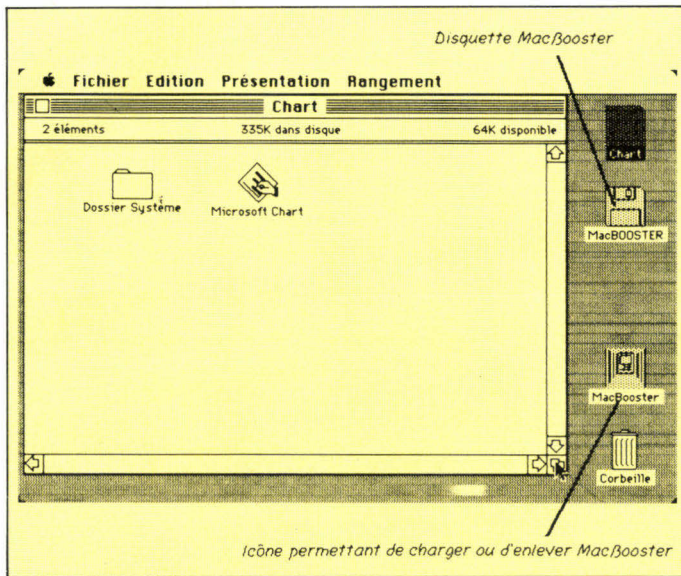 Disquette MacBooster
Fichier Edition Présentation Rangement
Chart
2 éléments 335K dans disque 64K disponible
Chart
Dossier Système Microsoft Chart
MacBOOSTER
MacBooster
Corbeille
Icône permettant de charger ou d'enlever MacBooster